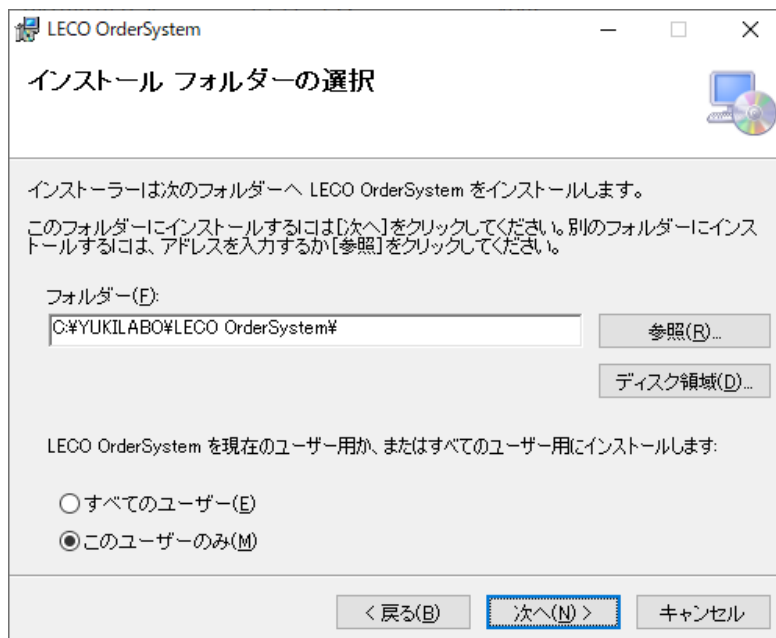 LECO OrderSystem
インストール フォルダーの選択
インストーラーは次のフォルダーへ LECO OrderSystem をインストールします。
このフォルダーにインストールするには[次へ]をクリックしてください。別のフォルダーにインス
トールするには、アドレスを入力するか[参照]をクリックしてください。
フォルダー(F):
C:¥YUKILABO¥LECO OrderSystem¥
参照(R)...
ディスク領域(D)...
LECO OrderSystem を現在のユーザー用か、またはすべてのユーザー用にインストールします:
すべてのユーザー(E)
このユーザーのみ(M)
< 戻る(B)
次へ(N) >
キャンセル